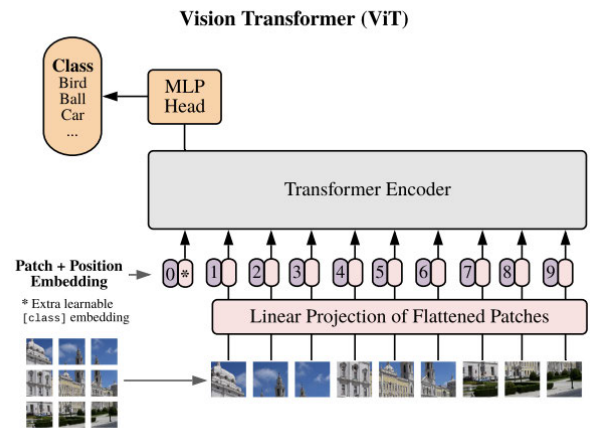 Vision Transformer (ViT)
Class
Bird
Ball
Car
...
MLP
Head
Transformer Encoder
Patch + Position
Embedding
0 * 1 2 3 4 5 6 7 8 9
* Extra learnable
[class] embedding
Linear Projection of Flattened Patches